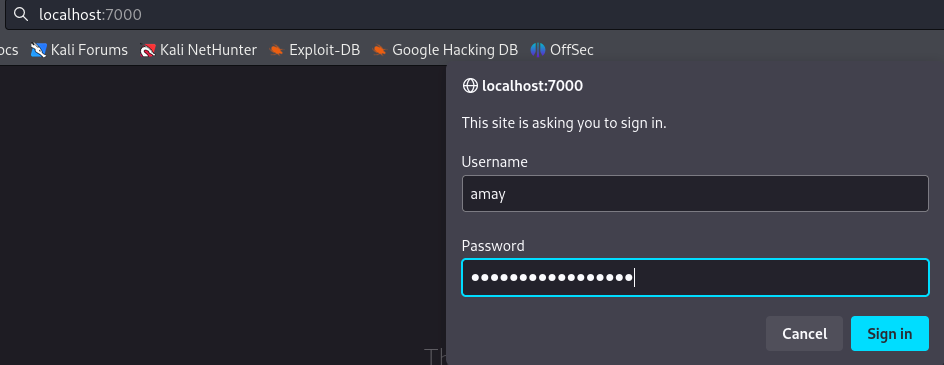 localhost:7000
ocs Kali Forums Kali NetHunter Exploit-DB Google Hacking DB OffSec
localhost:7000
This site is asking you to sign in.
Username
amay
Password
•••••••••••••••••
Cancel Sign in
Th